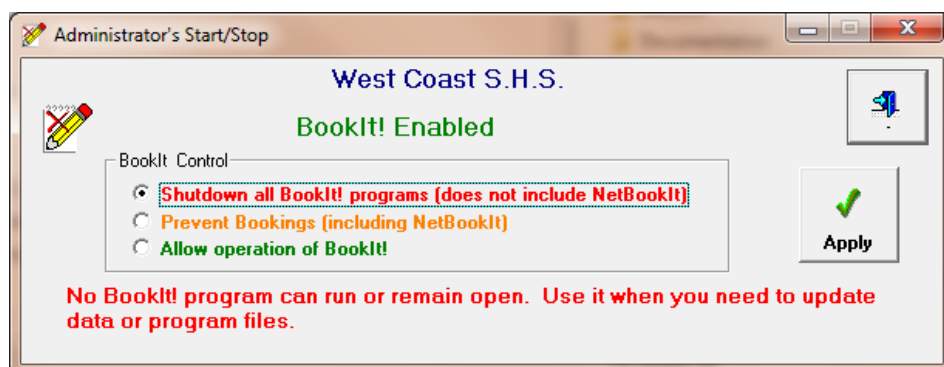 Administrator's Start/Stop
Documentation
West Coast S.H.S.
BookIt! Enabled
BookIt Control
Shutdown all BookIt! programs (does not include NetBookIt)
Prevent Bookings (including NetBookIt)
Allow operation of BookIt!
Apply
No BookIt! program can run or remain open. Use it when you need to update
data or program files.